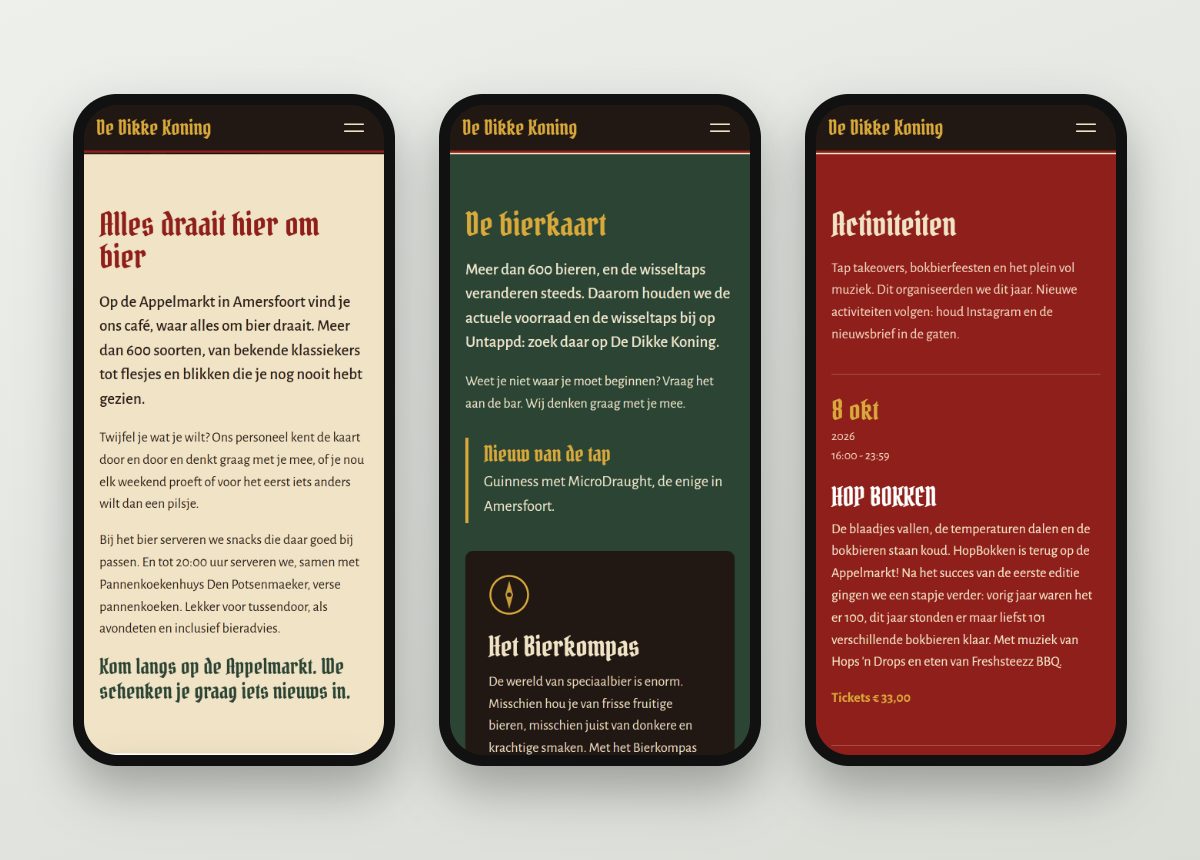 De Dikke Koning
Alles draait hier om
bier
Op de Appelmarkt in Amersfoort vind je
ons café, waar alles om bier draait. Meer
dan 600 soorten, van bekende klassiekers
tot flesjes en blikken die je nog nooit hebt
gezien.
Twijfel je wat je wilt? Ons personeel kent de kaart
door en door en denkt graag met je mee, of je nou
elk weekend proeft of voor het eerst iets anders
wilt dan een pilsje.
Bij het bier serveren we snacks die daar goed bij
passen. En tot 20:00 uur serveren we, samen met
Pannenkoekenhuys Den Potsenmaeker, verse
pannenkoeken. Lekker voor tussendoor, als
avondeten en inclusief bieradvies.
Kom langs op de Appelmarkt. We
schenken je graag iets nieuws in.
De Dikke Koning
De bierkaart
Meer dan 600 bieren, en de wisseltaps
veranderen steeds. Daarom houden we de
actuele voorraad en de wisseltaps bij op
Untappd: zoek daar op De Dikke Koning.
Weet je niet waar je moet beginnen? Vraag het
aan de bar. Wij denken graag met je mee.
Nieuw van de tap
Guinness met MicroDraught, de enige in
Amersfoort.
Het Bierkompas
De wereld van speciaalbier is enorm.
Misschien hou je van frisse fruitige
bieren, misschien juist van donkere en
krachtige smaken. Met het Bierkompas
De Dikke Koning
Activiteiten
Tap takeovers, bokbierfeesten en het plein vol
muziek. Dit organiseerden we dit jaar. Nieuwe
activiteiten volgen: houd Instagram en de
nieuwsbrief in de gaten.
8 okt
2026
16:00 - 23:59
HOP BOKKEN
De blaadjes vallen, de temperaturen dalen en de
bokbieren staan koud. HopBokken is terug op de
Appelmarkt! Na het succes van de eerste editie
gingen we een stapje verder: vorig jaar waren het
er 100, dit jaar stonden er maar liefst 101
verschillende bokbieren klaar. Met muziek van
Hops 'n Drops en eten van Freshsteezz BBQ.
Tickets € 33,00